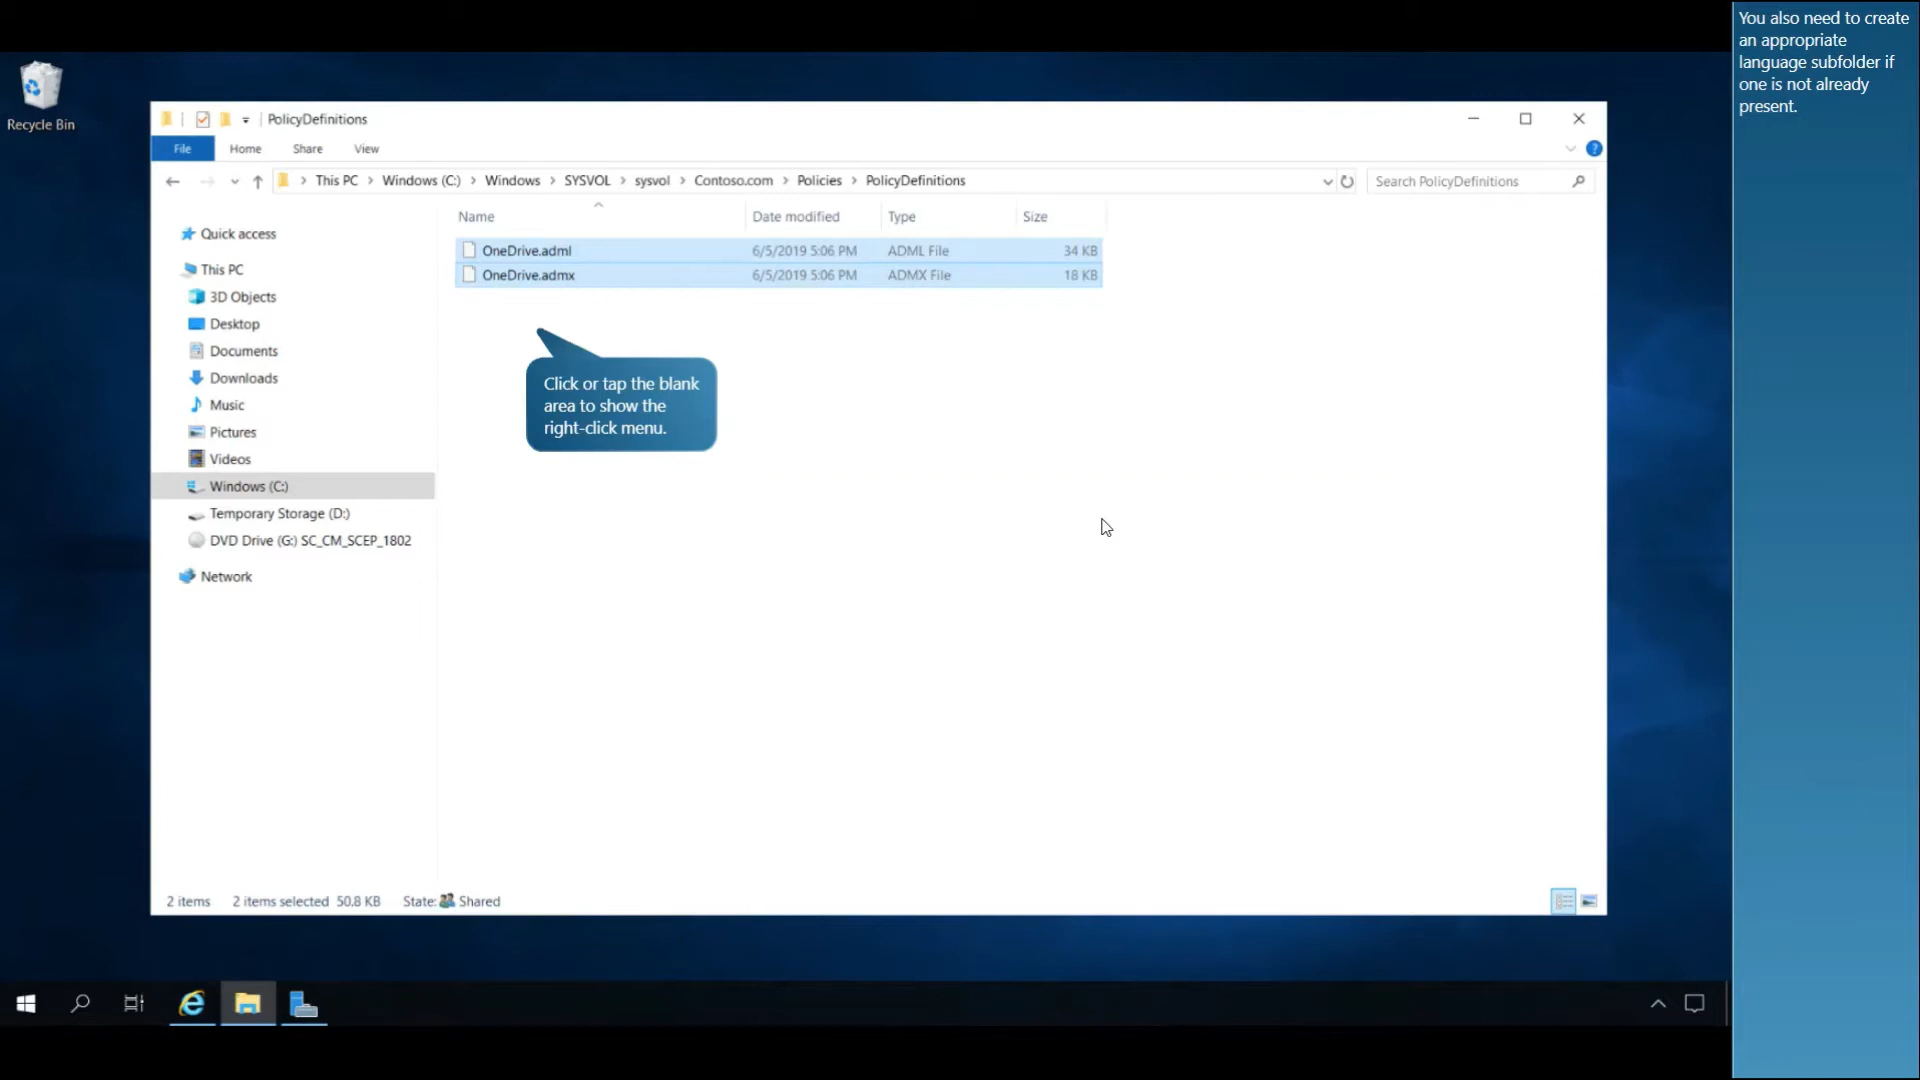 You also need to create
an appropriate
language subfolder if
one is not already
present.
Recycle Bin
PolicyDefinitions
File Home Share View
This PC Windows (C:) Windows SYSVOL sysvol Contoso.com Policies PolicyDefinitions
Search PolicyDefinitions
Name Date modified Type Size
OneDrive.adml 6/5/2019 5:06 PM ADML File 34 KB
OneDrive.admx 6/5/2019 5:06 PM ADMX File 18 KB
Quick access
This PC
3D Objects
Desktop
Documents
Downloads
Music
Pictures
Videos
Windows (C:)
Temporary Storage (D:)
DVD Drive (G:) SC_CM_SCEP_1802
Network
Click or tap the blank
area to show the
right-click menu.
2 items 2 items selected 50.8 KB State: Shared